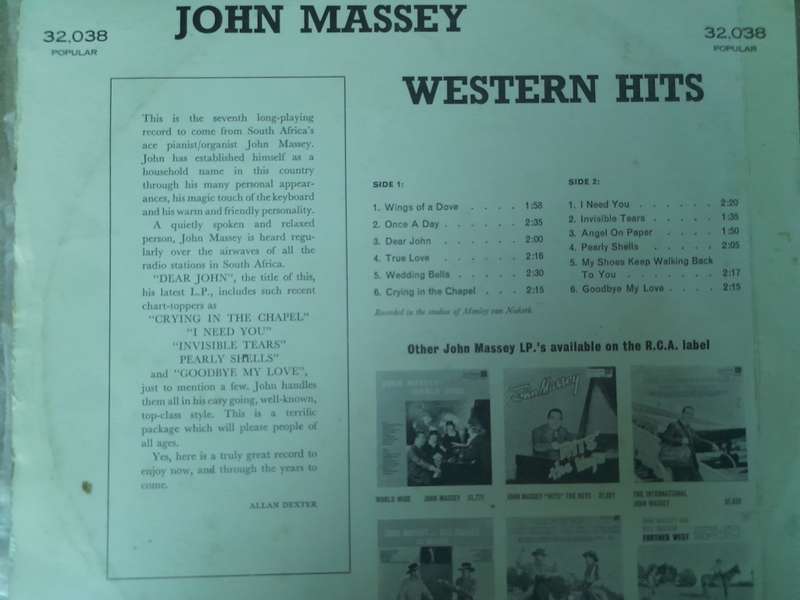 JOHN MASSEY
32,038
POPULAR
32,038
POPULAR
WESTERN HITS
This is the seventh long-playing
record to come from South Africa's
ace pianist/organist John Massey.
John has established himself as a
household name in this country
through his many personal appear-
ances, his magic touch of the keyboard
and his warm and friendly personality.
A quietly spoken and relaxed
person, John Massey is heard regu-
larly over the airwaves of all the
radio stations in South Africa.
"DEAR JOHN", the title of this,
his latest L.P., includes such recent
chart-toppers as
"CRYING IN THE CHAPEL"
"I NEED YOU"
"INVISIBLE TEARS"
PEARLY SHELLS"
and "GOODBYE MY LOVE",
just to mention a few. John handles
them all in his easy going, well-known,
top-class style. This is a terrific
package which will please people of
all ages.
Yes, here is a truly great record to
enjoy now, and through the years to
come.
ALLAN DEXTER
SIDE 1:
1. Wings of a Dove . . . . 1:58
2. Once A Day . . . . . . 2:35
3. Dear John . . . . . . 2:00
4. True Love . . . . . . 2:16
5. Wedding Bells . . . . . 2:30
6. Crying in the Chapel . . . 2:15
Recorded in the studios of Manley van Niekerk
SIDE 2:
1. I Need You . . . . . . 2:20
2. Invisible Tears . . . . . 1:35
3. Angel On Paper . . . . . 1:50
4. Pearly Shells . . . . . . 2:05
5. My Shoes Keep Walking Back
To You . . . . . . . 2:17
6. Goodbye My Love . . . . 2:15
Other John Massey LP.'s available on the R.C.A. label
John Massey
HITS
WORLD WIDE JOHN MASSEY
JOHN MASSEY "HITS" THE KEYS
THE INTERNATIONAL
JOHN MASSEY
FURTHER WEST